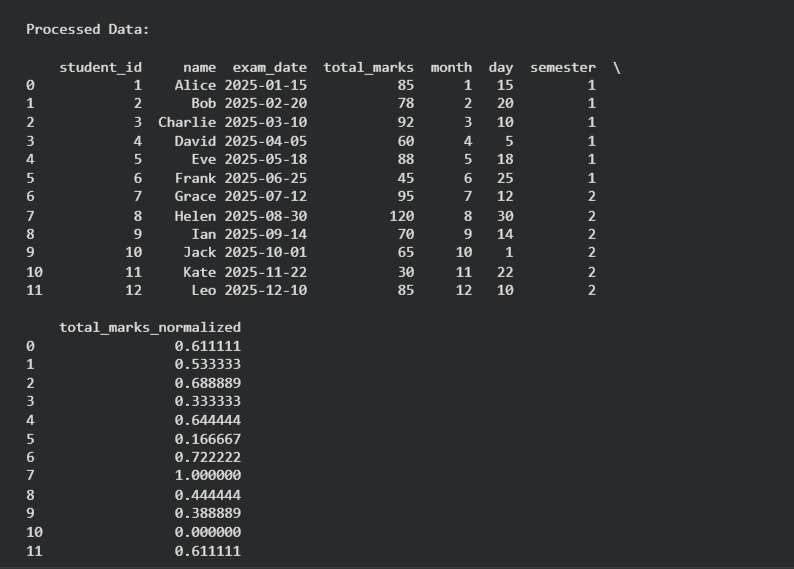 Processed Data:
    student_id     name  exam_date  total_marks  month  day  semester  \
0            1    Alice 2025-01-15           85      1   15         1
1            2      Bob 2025-02-20           78      2   20         1
2            3  Charlie 2025-03-10           92      3   10         1
3            4    David 2025-04-05           60      4    5         1
4            5      Eve 2025-05-18           88      5   18         1
5            6    Frank 2025-06-25           45      6   25         1
6            7    Grace 2025-07-12           95      7   12         2
7            8    Helen 2025-08-30          120      8   30         2
8            9      Ian 2025-09-14           70      9   14         2
9           10     Jack 2025-10-01           65     10    1         2
10          11     Kate 2025-11-22           30     11   22         2
11          12      Leo 2025-12-10           85     12   10         2
    total_marks_normalized
0                 0.611111
1                 0.533333
2                 0.688889
3                 0.333333
4                 0.644444
5                 0.166667
6                 0.722222
7                 1.000000
8                 0.444444
9                 0.388889
10                0.000000
11                0.611111